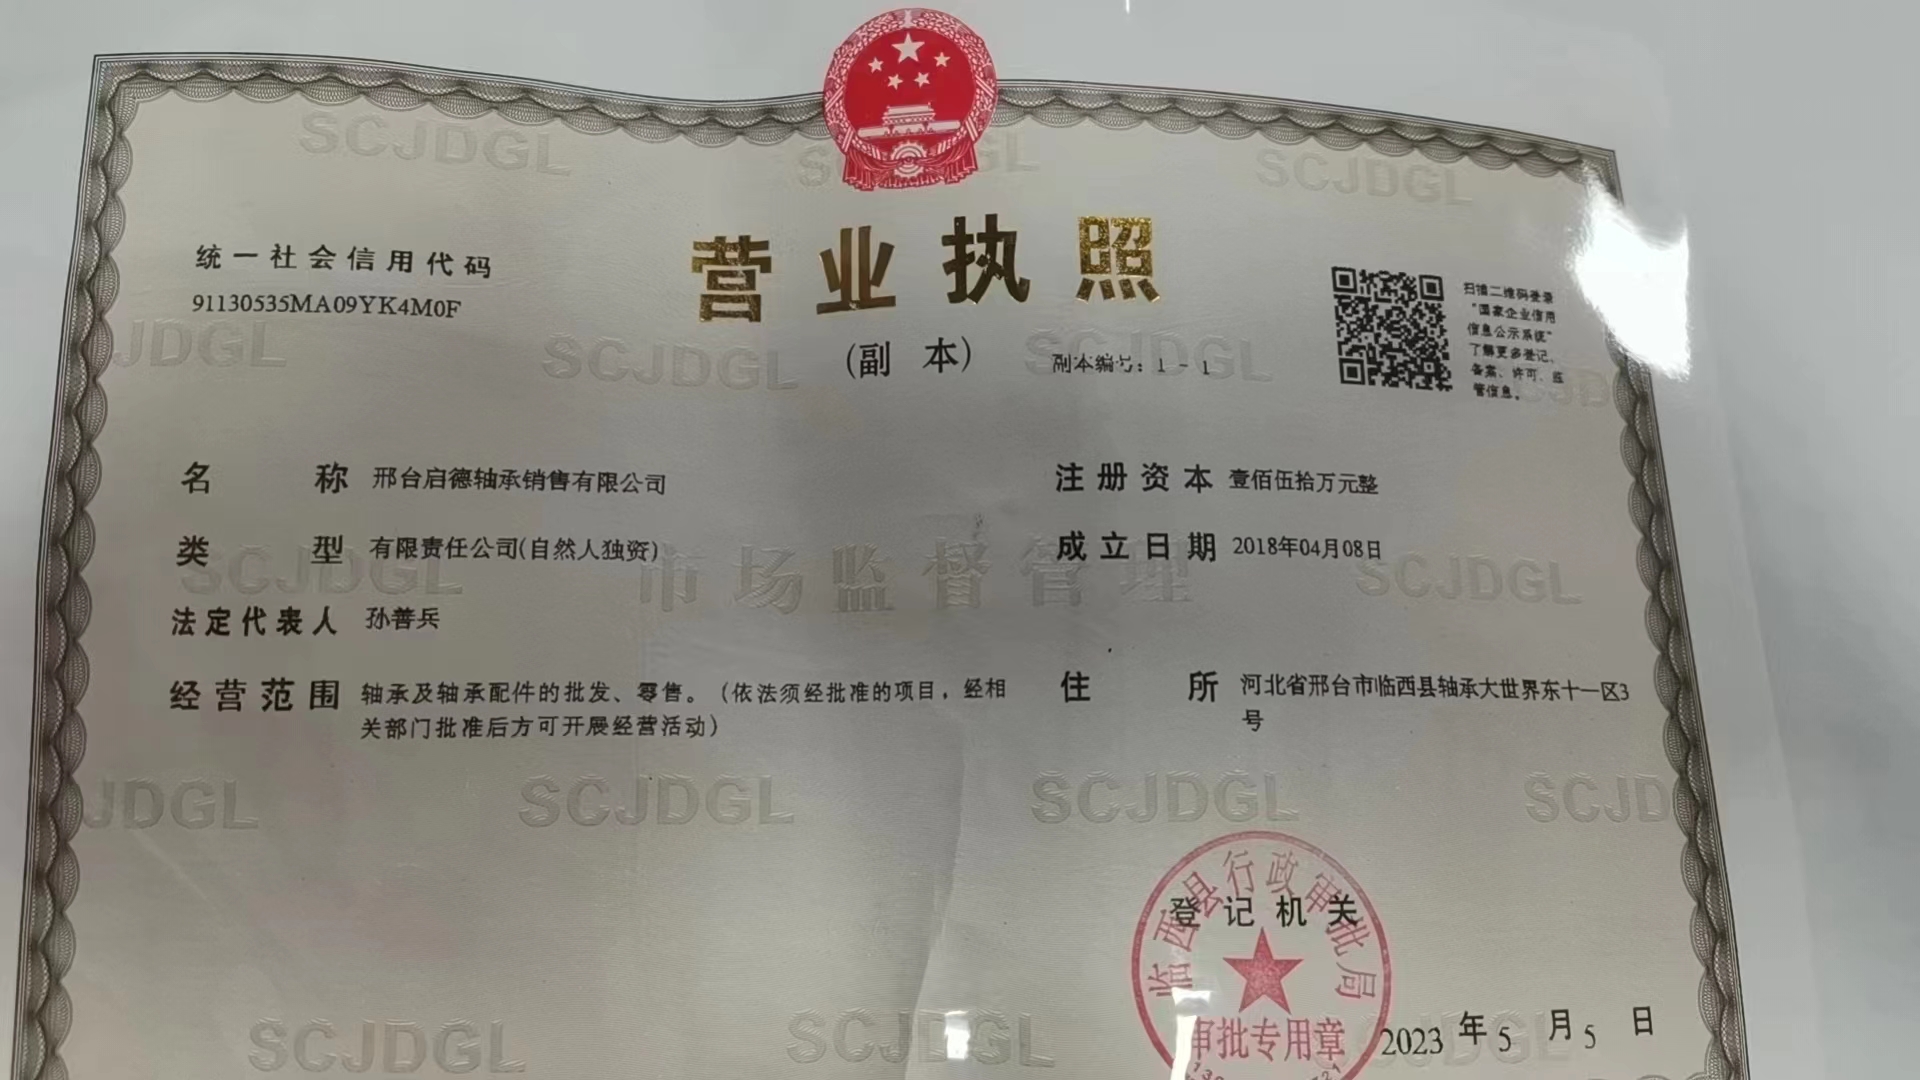 统一社会信用代码
91130535MA09YK4M0F
营业执照
(副 本)
副本编号：1-1
扫描二维码登录
“国家企业信用
信息公示系统”
了解更多登记、
备案、许可、监
管信息。
名 称 邢台启德轴承销售有限公司
类 型 有限责任公司(自然人独资)
法定代表人 孙善兵
经营范围 轴承及轴承配件的批发、零售。（依法须经批准的项目，经相
关部门批准后方可开展经营活动）
注册资本 壹佰伍拾万元整
成立日期 2018年04月08日
住 所 河北省邢台市临西县轴承大世界东十一区3
号
市场监督管理
SCJDGL
登记机关
临西县行政审批局
审批专用章
2023 年 5 月 5 日